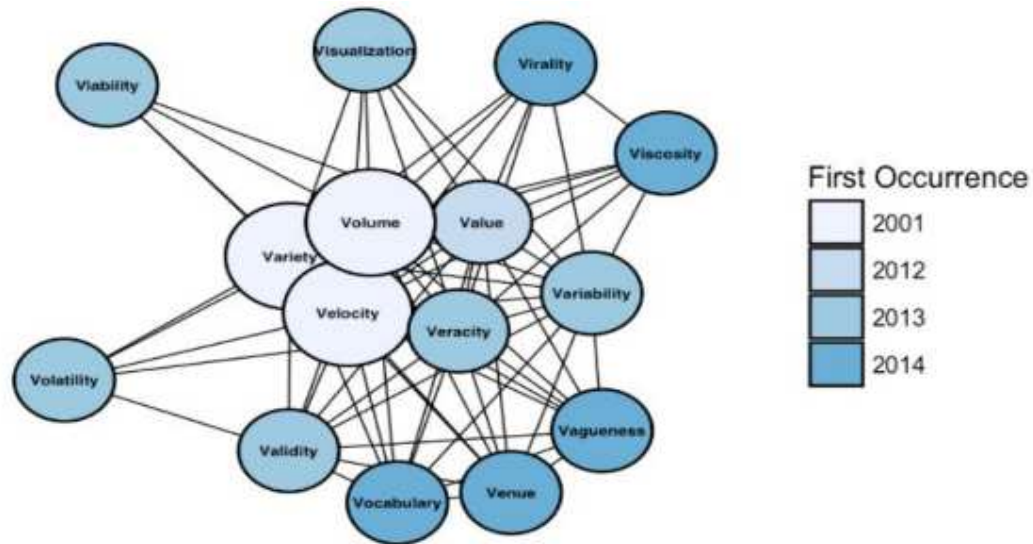 Visualization
Virality
Viability
Viscosity
First Occurrence
Volume
Value
2001
Variety
2012
Variability
Velocity
Veracity
2013
2014
Volatility
Vagueness
Validity
Vocabulary
Venue